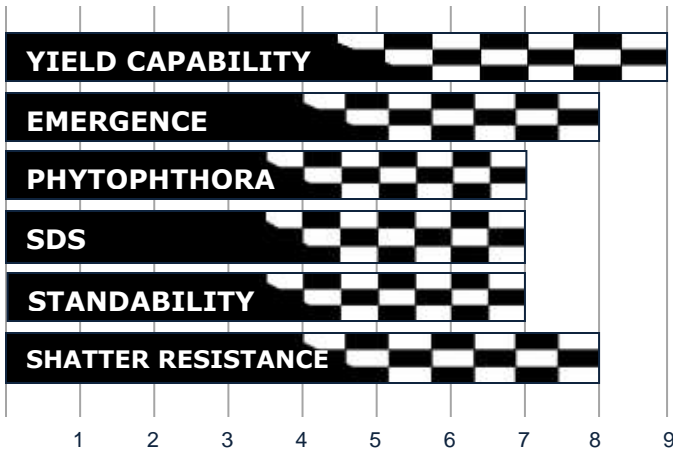 YIELD CAPABILITY
EMERGENCE
PHYTOPHTHORA
SDS
STANDABILITY
SHATTER RESISTANCE
1 2 3 4 5 6 7 8 9